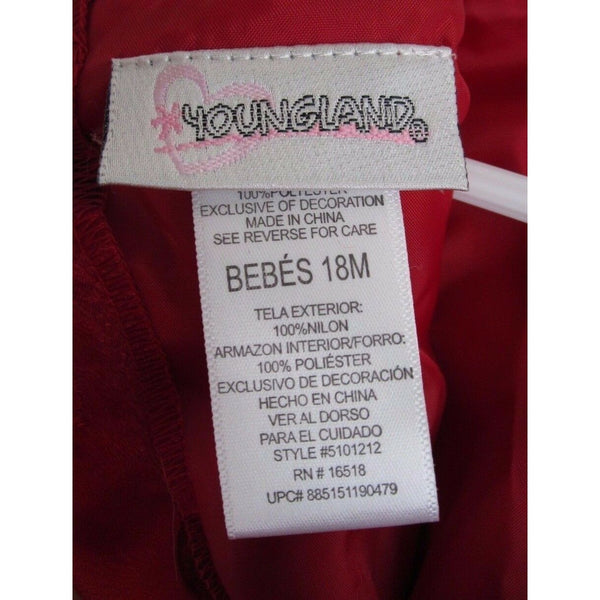 YOUNGLAND®
100%POLYESTER
EXCLUSIVE OF DECORATION
MADE IN CHINA
SEE REVERSE FOR CARE
BEBÉS 18M
TELA EXTERIOR:
100%NILON
ARMAZON INTERIOR/FORRO:
100% POLIÉSTER
EXCLUSIVO DE DECORACIÓN
HECHO EN CHINA
VER AL DORSO
PARA EL CUIDADO
STYLE #5101212
RN # 16518
UPC# 885151190479